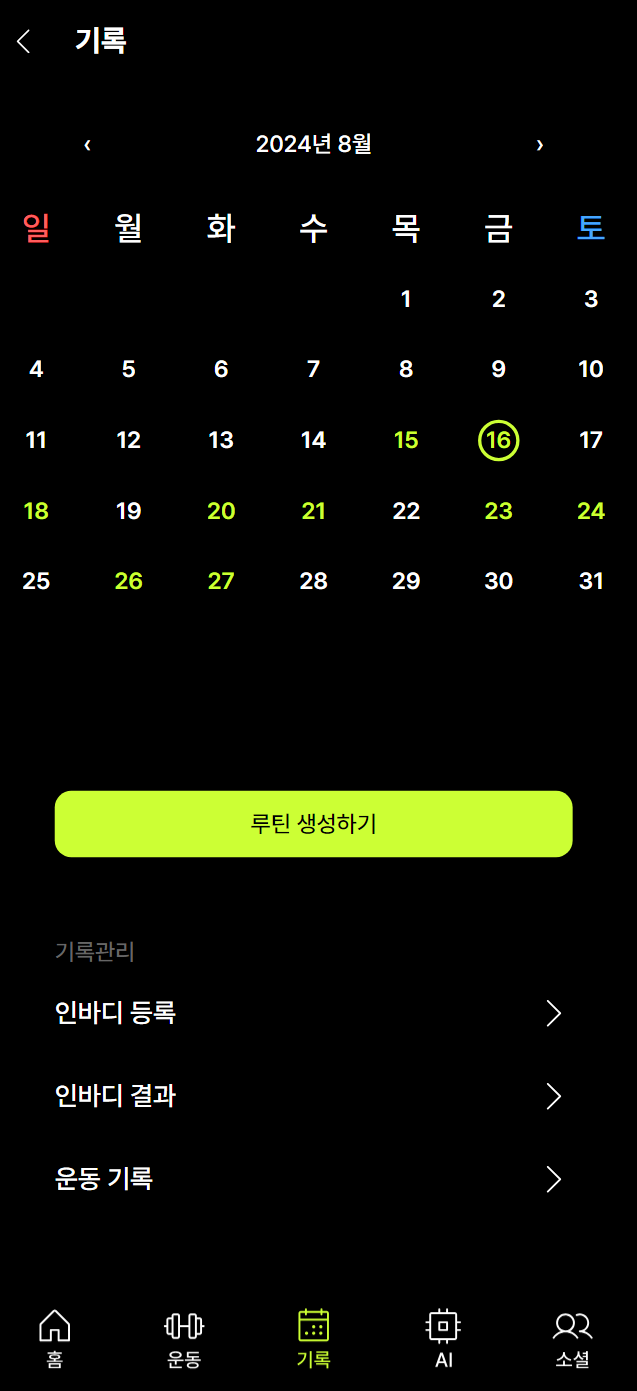 기록
‹ 2024년 8월 ›
일 월 화 수 목 금 토
1 2 3
4 5 6 7 8 9 10
11 12 13 14 15 16 17
18 19 20 21 22 23 24
25 26 27 28 29 30 31
루틴 생성하기
기록관리
인바디 등록
인바디 결과
운동 기록
홈 운동 기록 AI 소셜